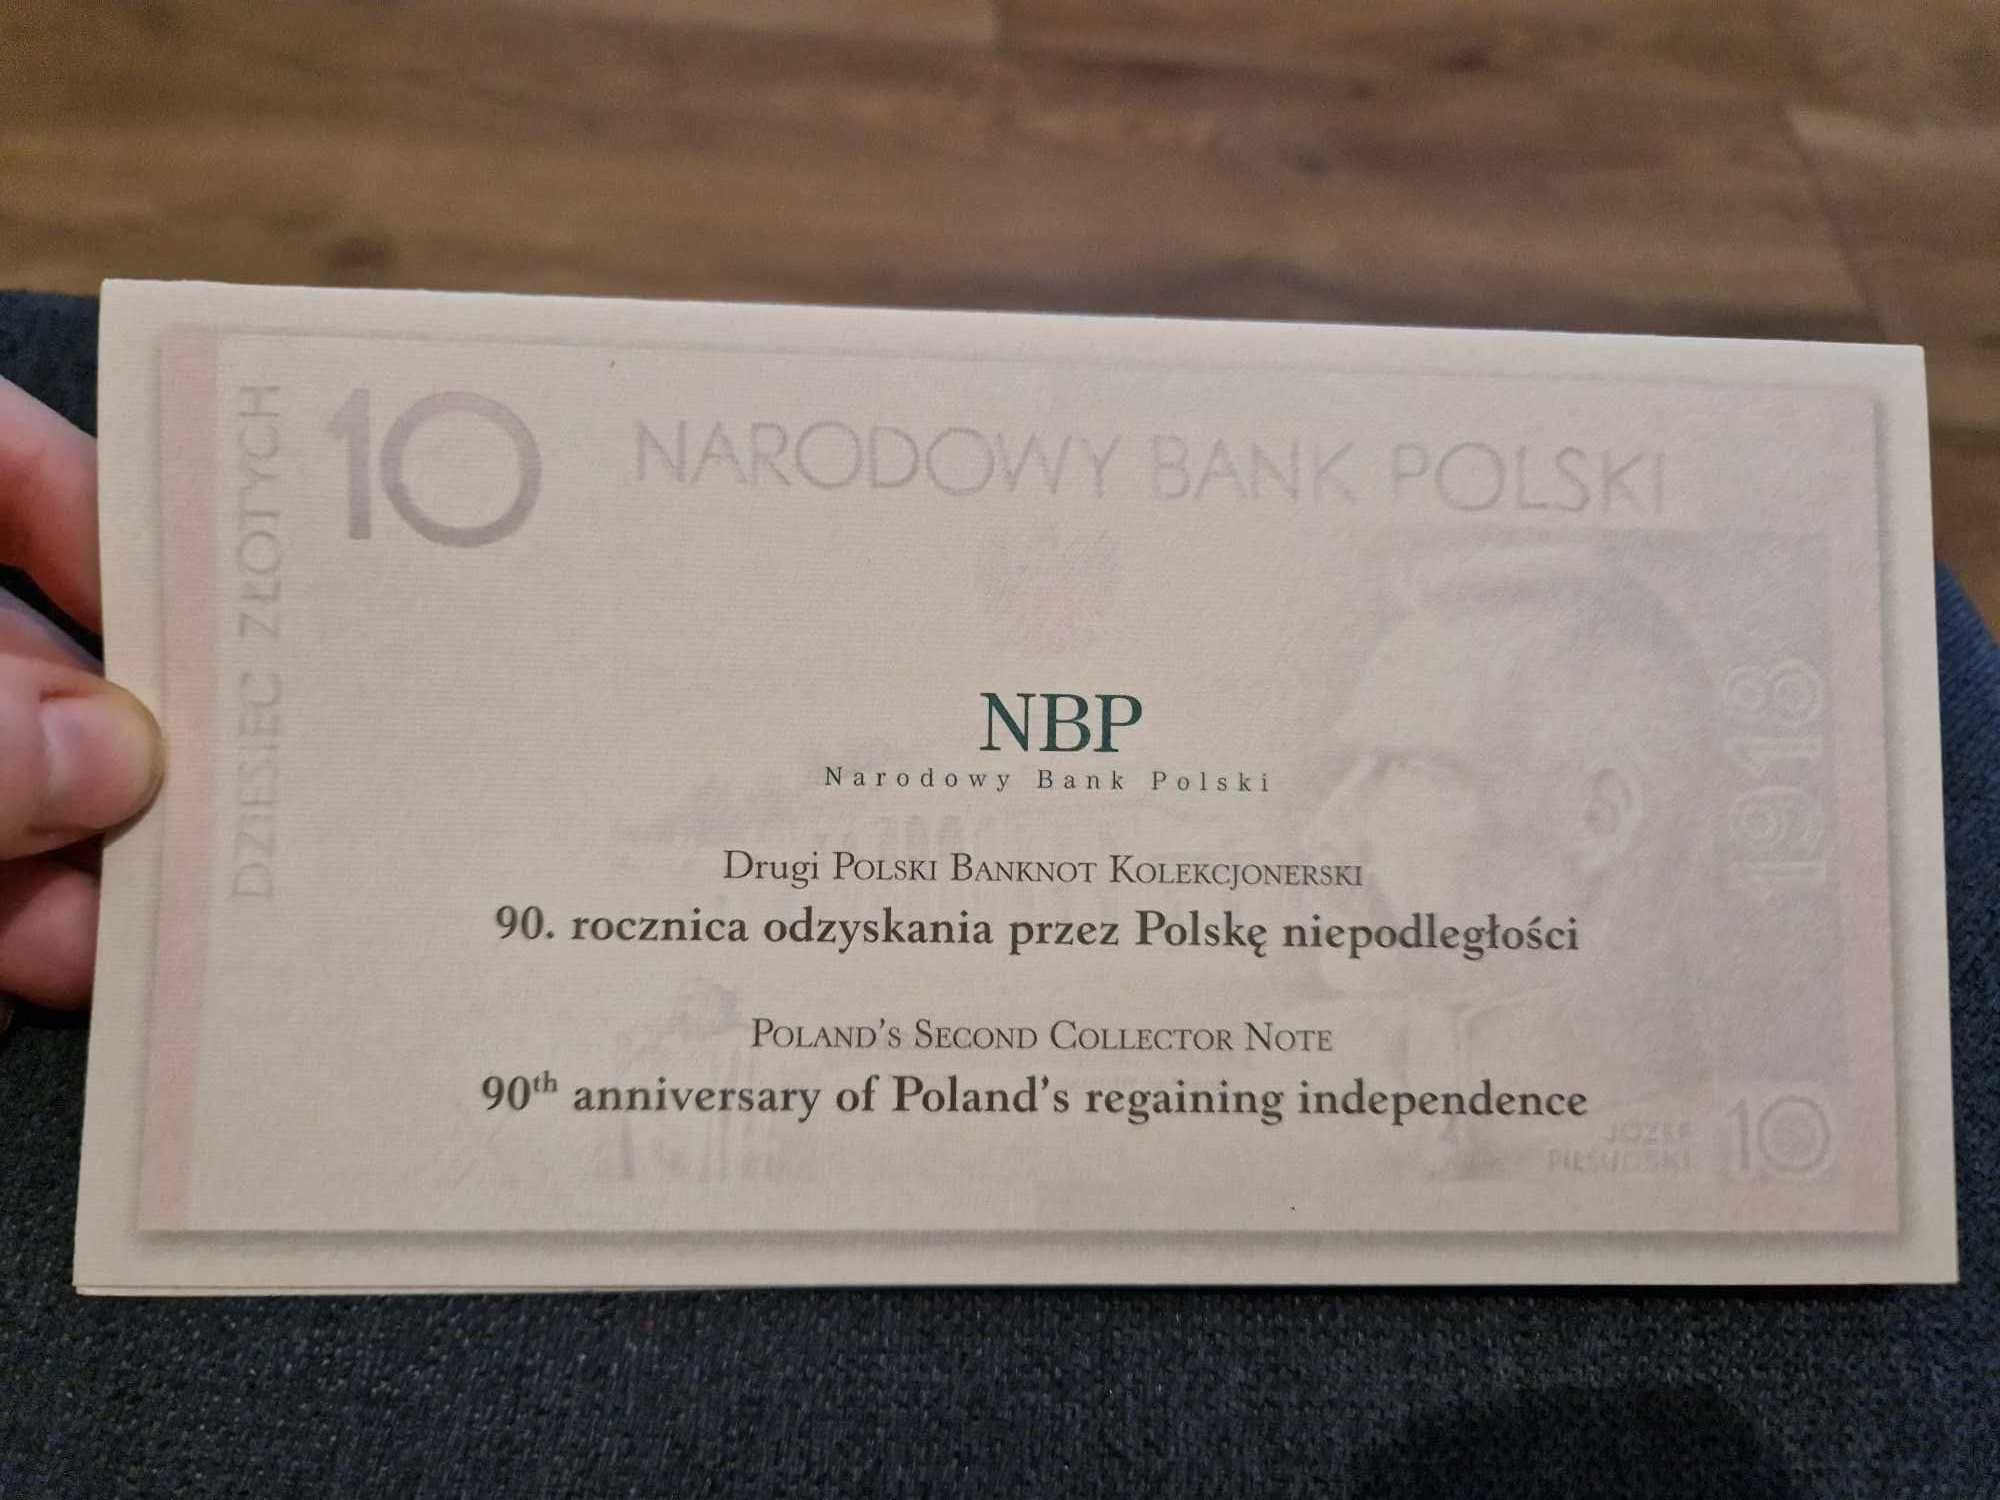 DZIESIĘĆ ZŁOTYCH
10
NARODOWY BANK POLSKI
NBP
Narodowy Bank Polski
Drugi POLSKI BANKNOT KOLEKCJONERSKI
90. rocznica odzyskania przez Polskę niepodległości
POLAND'S SECOND COLLECTOR NOTE
90th anniversary of Poland's regaining independence
1918
JÓZEF
PIŁSUDSKI
10